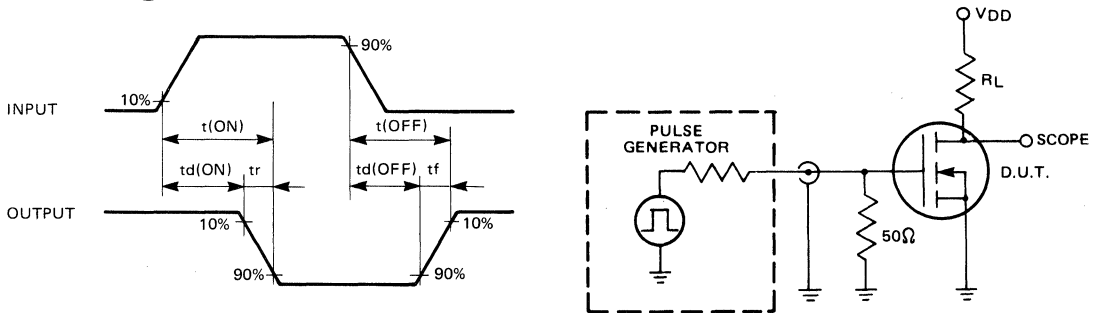 INPUT
10%
90%
t(ON)
t(OFF)
td(ON)
tr
td(OFF)
tf
OUTPUT
10%
90%
90%
10%
PULSE
GENERATOR
50Ω
VDD
RL
SCOPE
D.U.T.